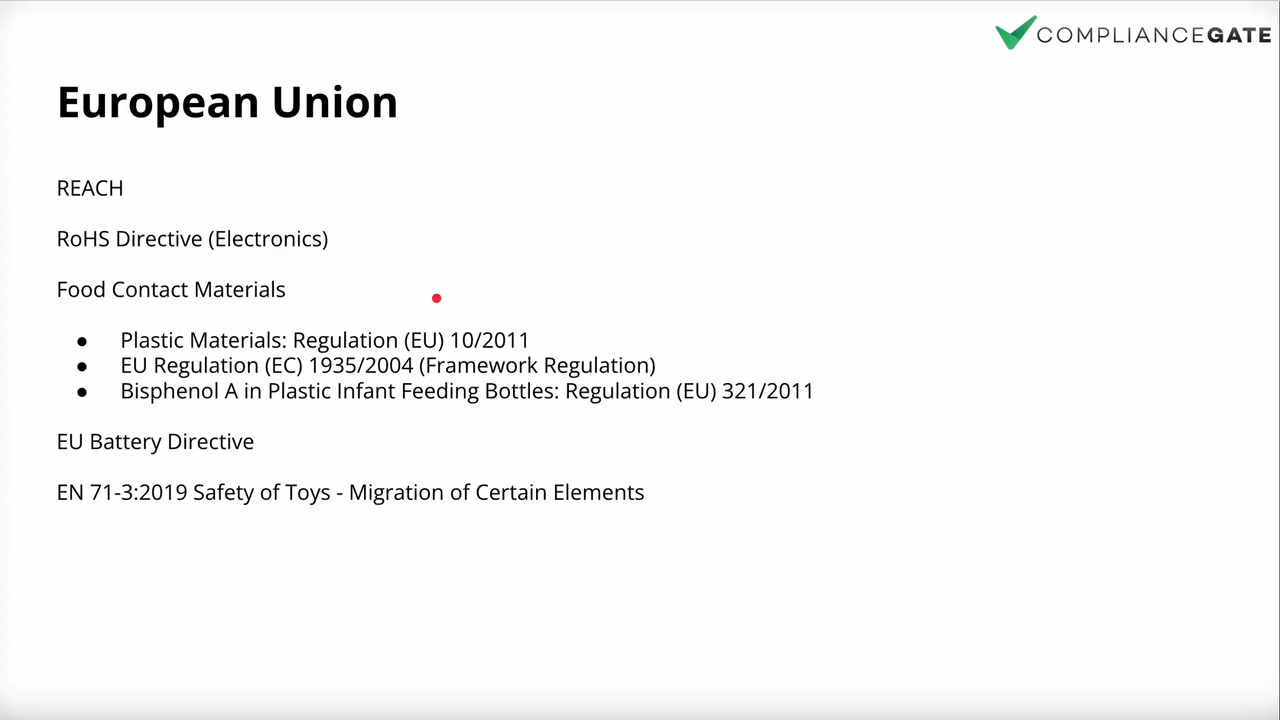 COMPLIANCEGATE
European Union
REACH
RoHS Directive (Electronics)
Food Contact Materials
● Plastic Materials: Regulation (EU) 10/2011
● EU Regulation (EC) 1935/2004 (Framework Regulation)
● Bisphenol A in Plastic Infant Feeding Bottles: Regulation (EU) 321/2011
EU Battery Directive
EN 71-3:2019 Safety of Toys - Migration of Certain Elements